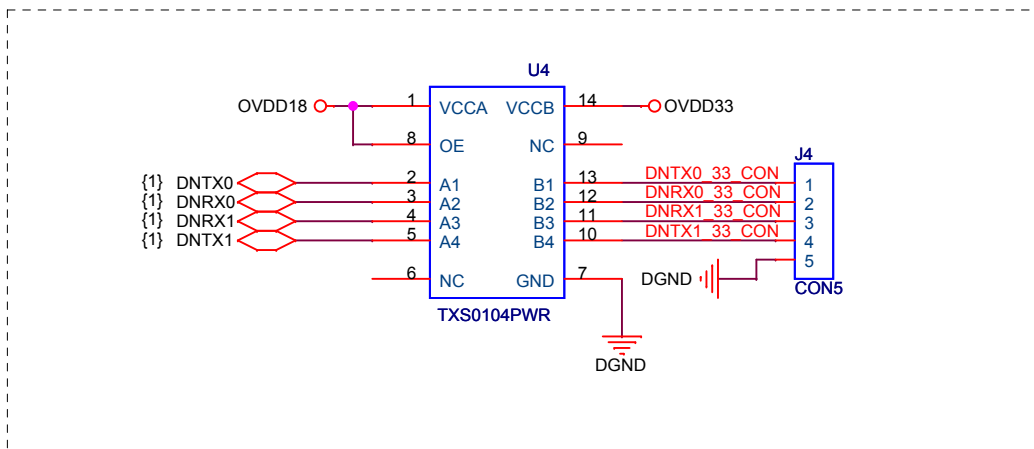 U4
OVDD18 1 VCCA VCCB 14 OVDD33
8 OE NC 9
J4
{1} DNTX0 2 A1 B1 13 DNTX0_33_CON 1
{1} DNRX0 3 A2 B2 12 DNRX0_33_CON 2
{1} DNRX1 4 A3 B3 11 DNRX1_33_CON 3
{1} DNTX1 5 A4 B4 10 DNTX1_33_CON 4
5
6 NC GND 7 DGND
CON5
TXS0104PWR
DGND